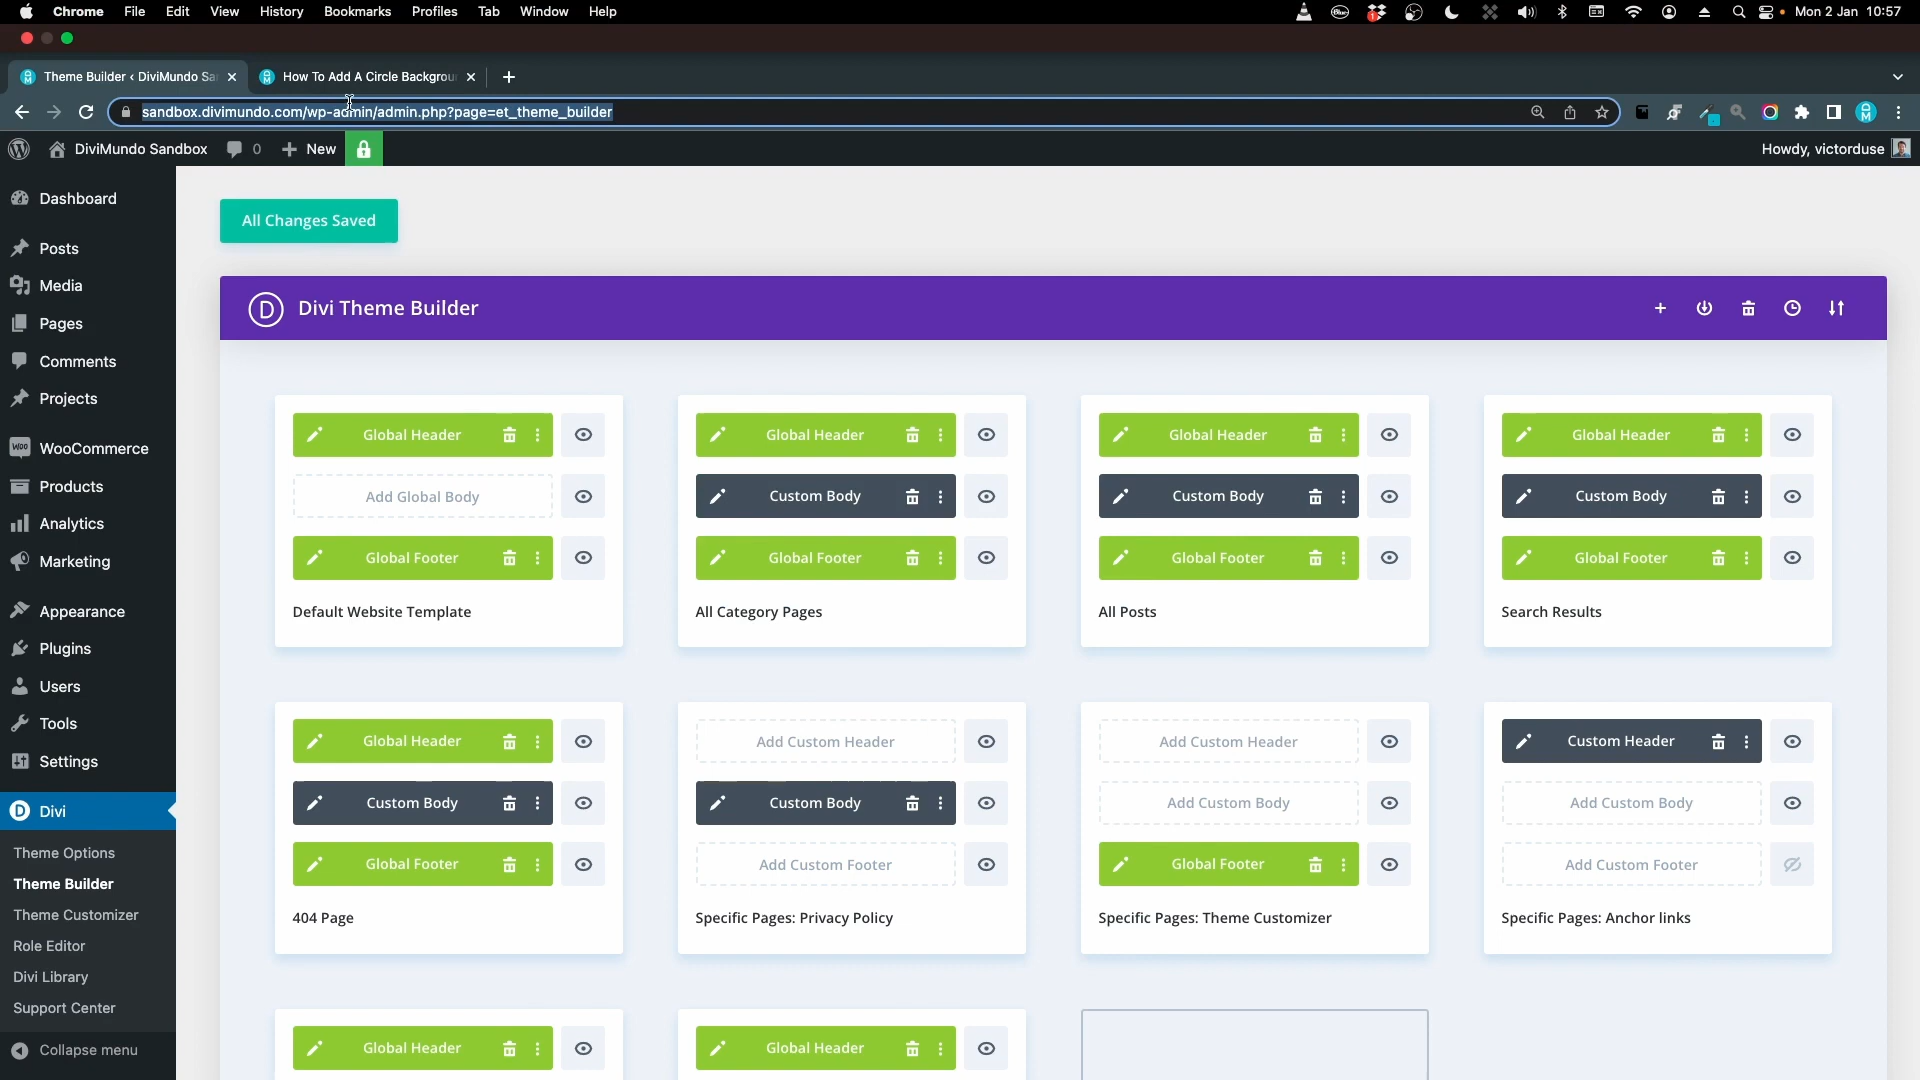 Chrome File Edit View History Bookmarks Profiles Tab Window Help Mon 2 Jan 10:57
Theme Builder ‹ DiviMundo Sa How To Add A Circle Backgrou
sandbox.divimundo.com/wp-admin/admin.php?page=et_theme_builder
DiviMundo Sandbox 0 New Howdy, victorduse
Dashboard
Posts
Media
Pages
Comments
Projects
WooCommerce
Products
Analytics
Marketing
Appearance
Plugins
Users
Tools
Settings
Divi
Theme Options
Theme Builder
Theme Customizer
Role Editor
Divi Library
Support Center
Collapse menu
All Changes Saved
Divi Theme Builder
Global Header
Add Global Body
Global Footer
Default Website Template
Global Header
Custom Body
Global Footer
All Category Pages
Global Header
Custom Body
Global Footer
All Posts
Global Header
Custom Body
Global Footer
Search Results
Global Header
Custom Body
Global Footer
404 Page
Add Custom Header
Custom Body
Add Custom Footer
Specific Pages: Privacy Policy
Add Custom Header
Add Custom Body
Global Footer
Specific Pages: Theme Customizer
Custom Header
Add Custom Body
Add Custom Footer
Specific Pages: Anchor links
Global Header
Global Header